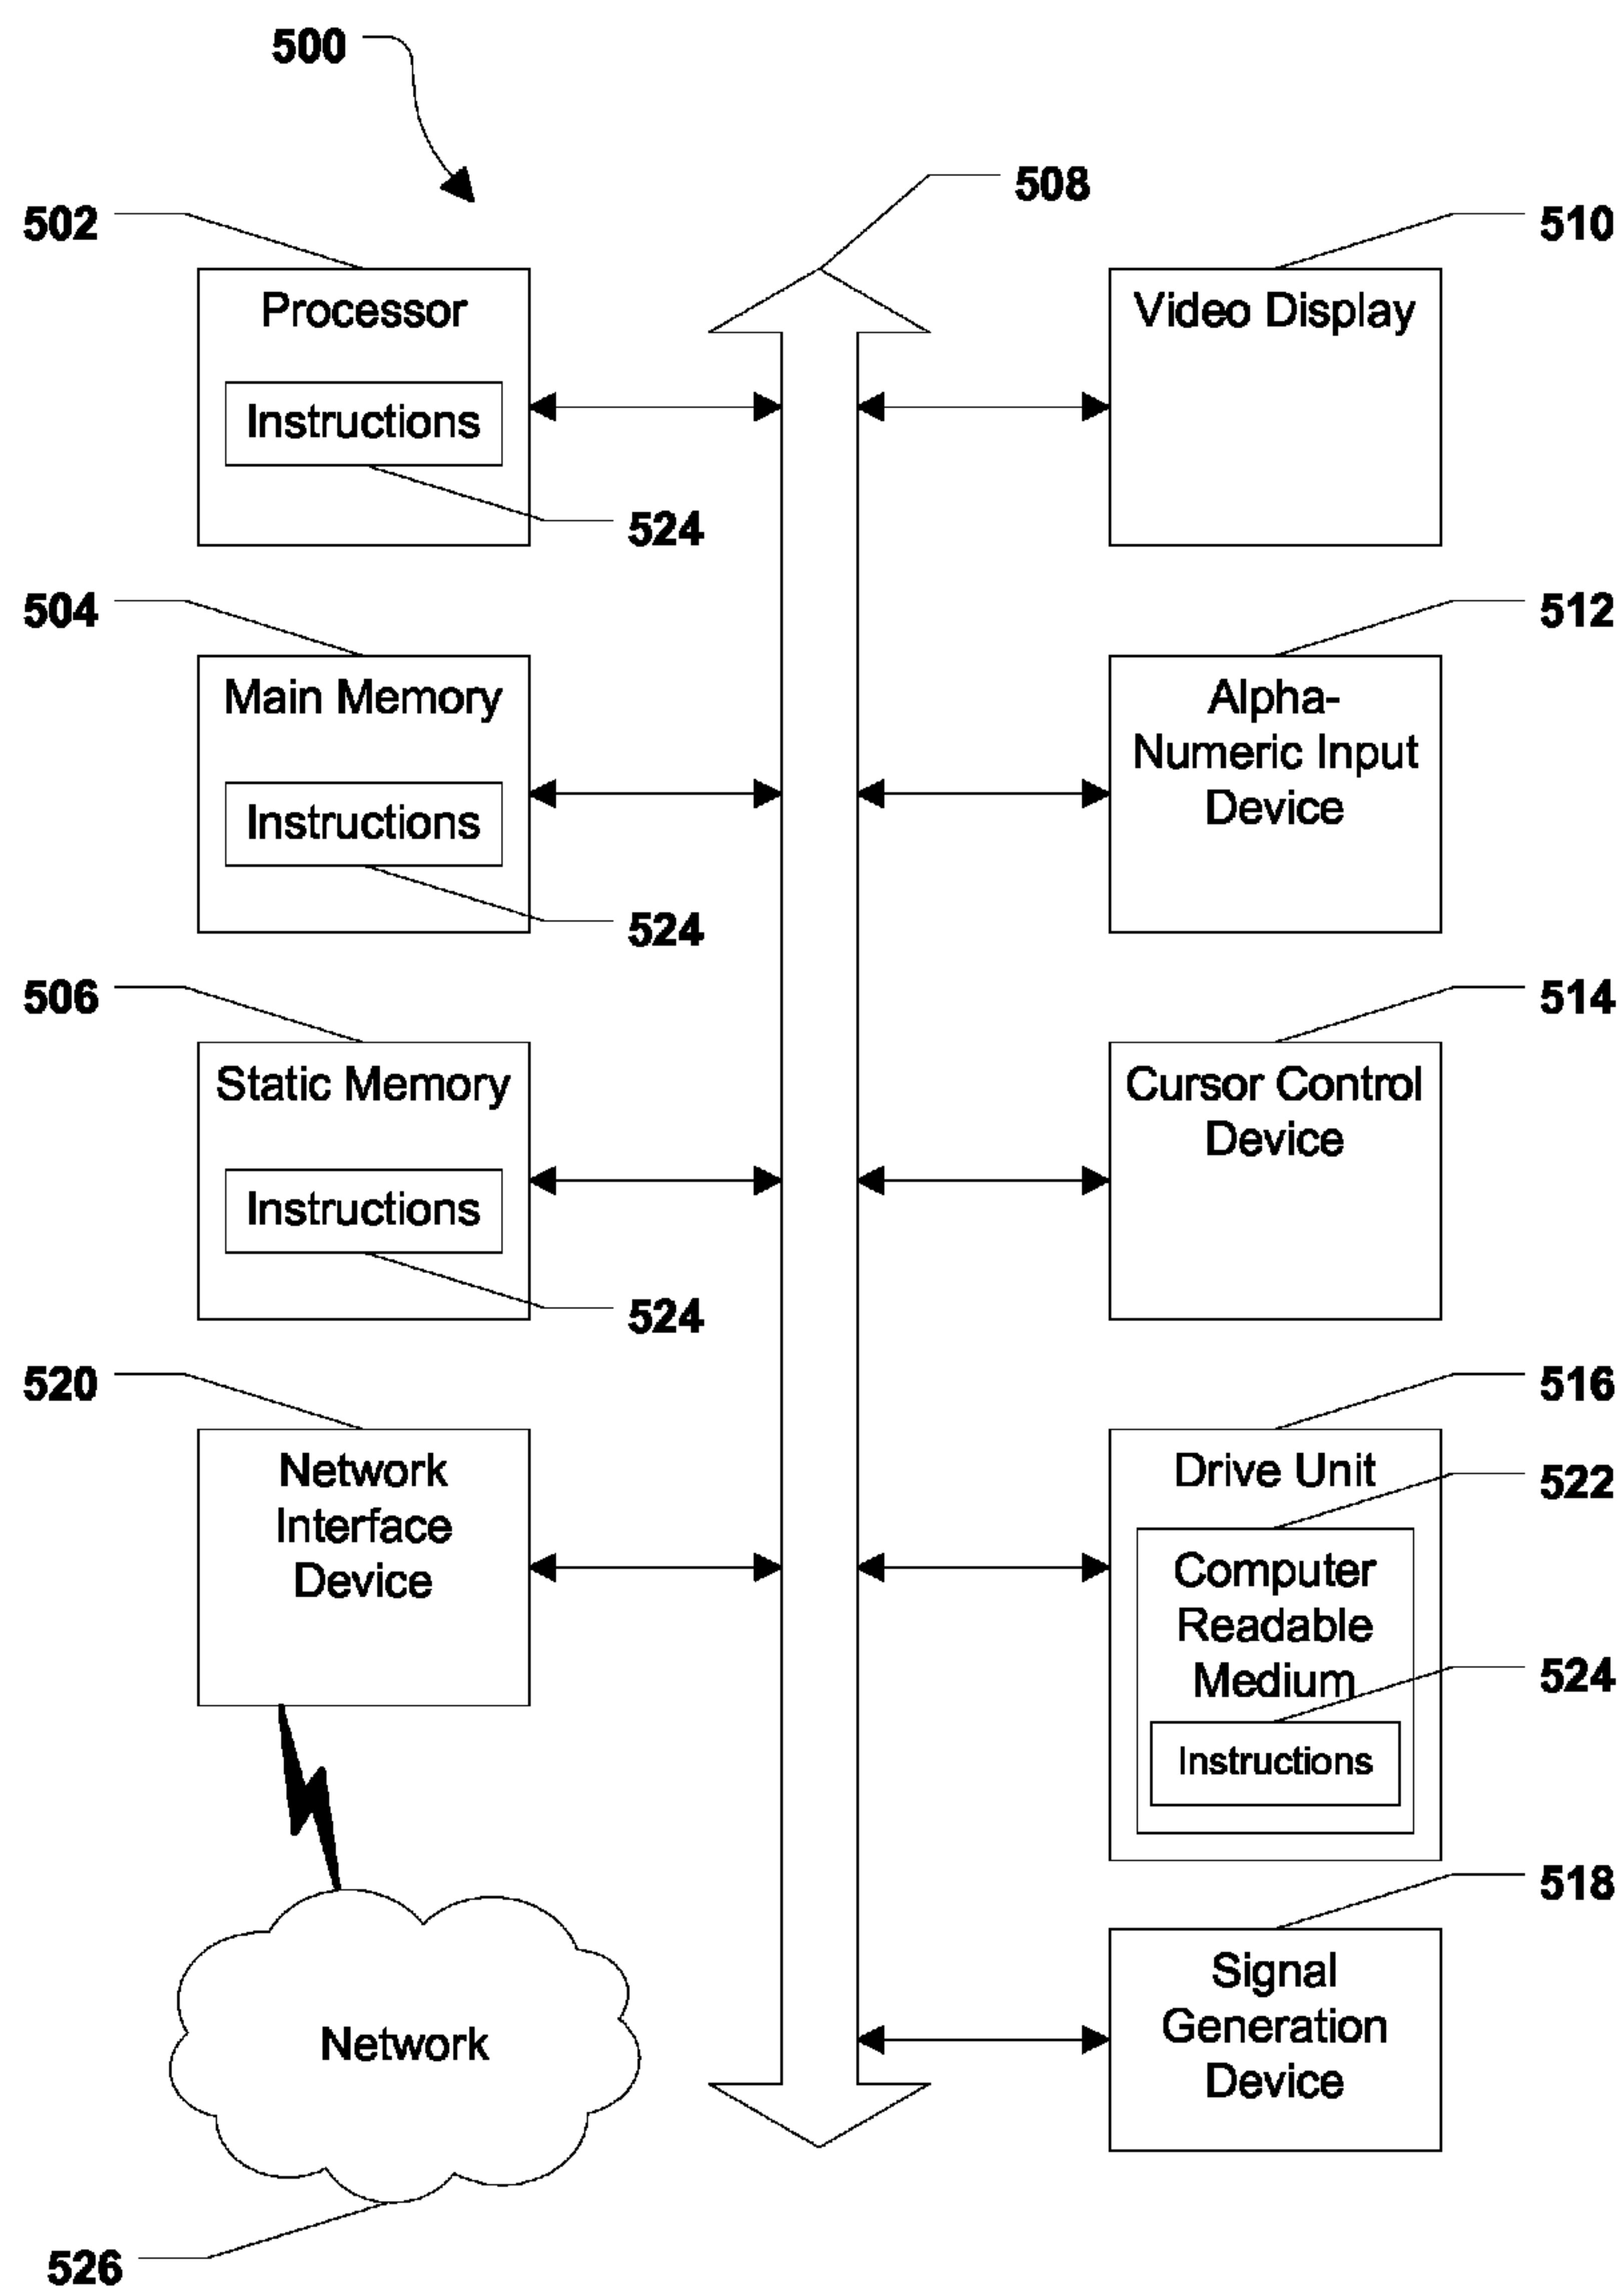 500
508
502
510
Processor
Instructions
524
Video Display
504
512
Main Memory
Instructions
524
Alpha-
Numeric Input
Device
506
514
Static Memory
Instructions
524
Cursor Control
Device
520
516
Network
Interface
Device
Drive Unit
522
Computer
Readable
Medium
524
Instructions
518
Signal
Generation
Device
Network
526